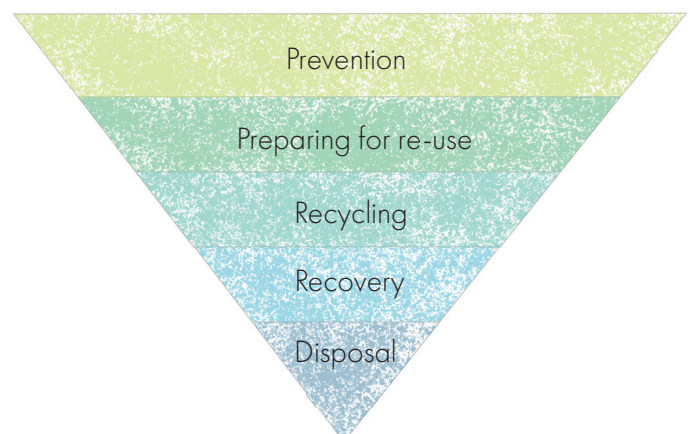 Prevention
Preparing for re-use
Recycling
Recovery
Disposal